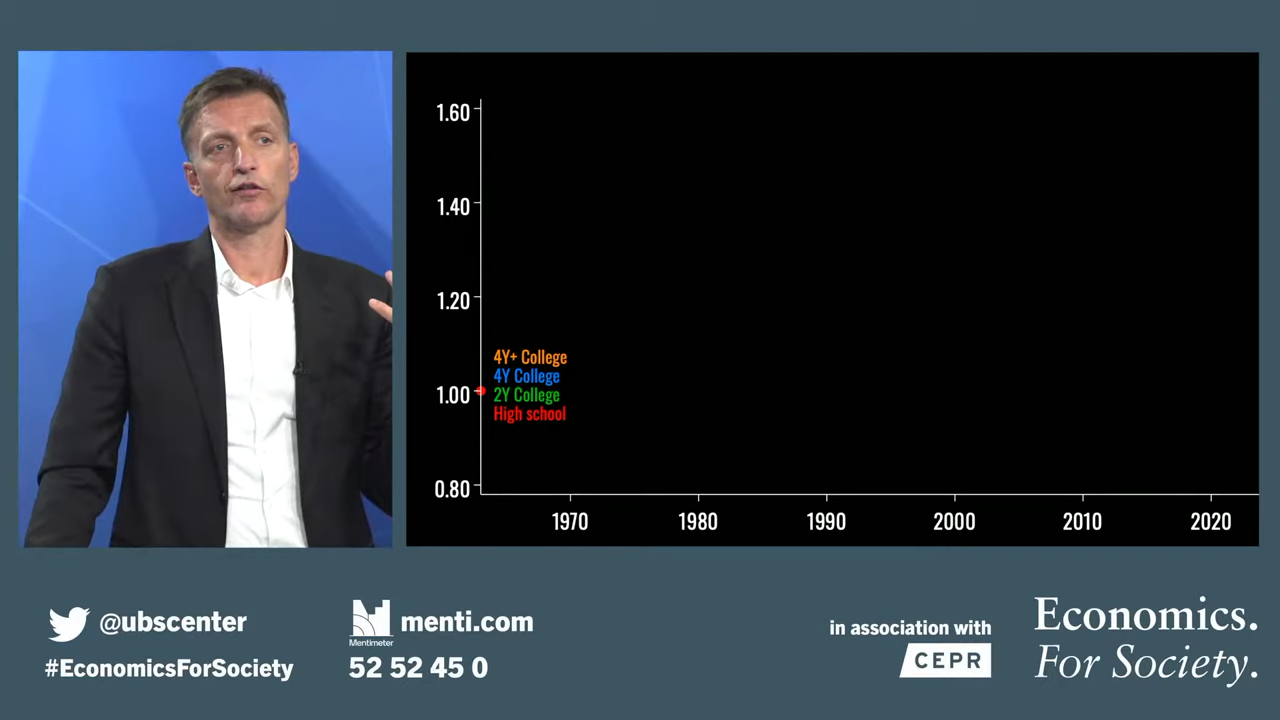 1.60
1.40
1.20
1.00
0.80
4Y+ College
4Y College
2Y College
High school
1970 1980 1990 2000 2010 2020
@ubscenter
#EconomicsForSociety
Mentimeter
menti.com
52 52 45 0
in association with
CEPR
Economics.
For Society.